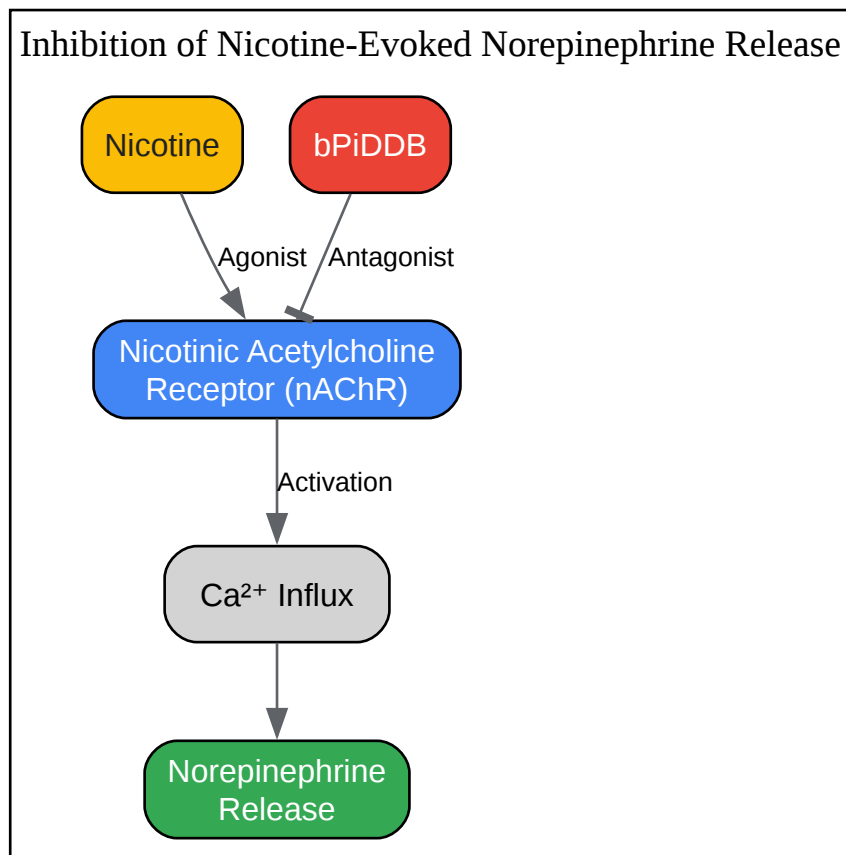 Inhibition of Nicotine-Evoked Norepinephrine Release
Nicotine
bPiDDB
Agonist
Antagonist
Nicotinic Acetylcholine
Receptor (nAChR)
Activation
Ca²⁺ Influx
Norepinephrine
Release